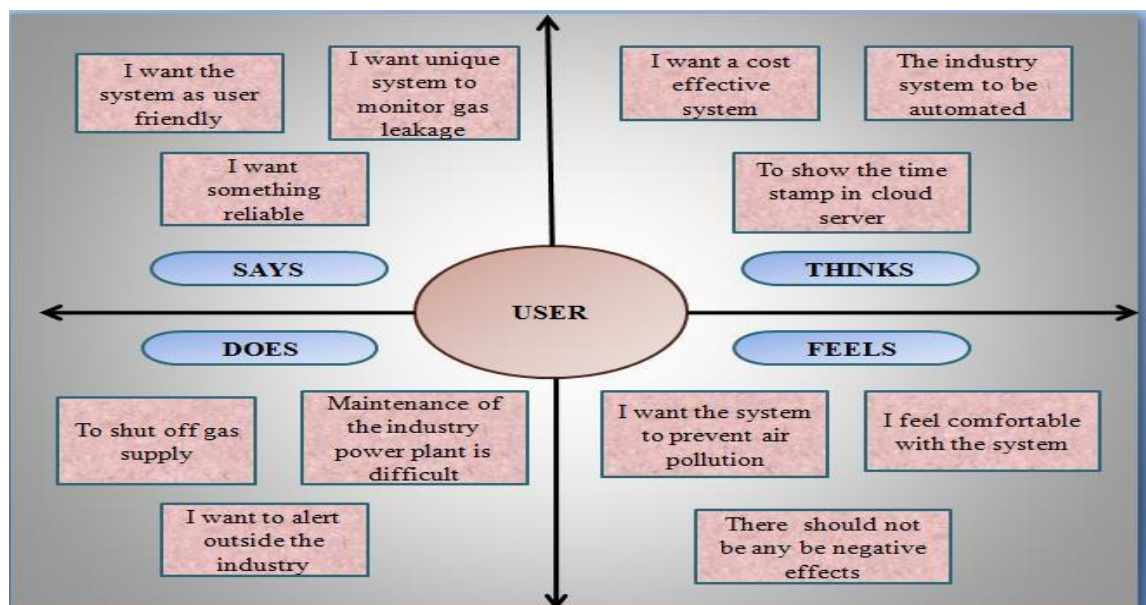 I want the
system as user
friendly
I want unique
system to
monitor gas
leakage
I want
something
reliable
SAYS
I want a cost
effective
system
The industry
system to be
automated
To show the time
stamp in cloud
server
THINKS
USER
DOES
To shut off gas
supply
Maintenance of
the industry
power plant is
difficult
I want to alert
outside the
industry
FEELS
I want the system
to prevent air
pollution
I feel comfortable
with the system
There should not
be any be negative
effects